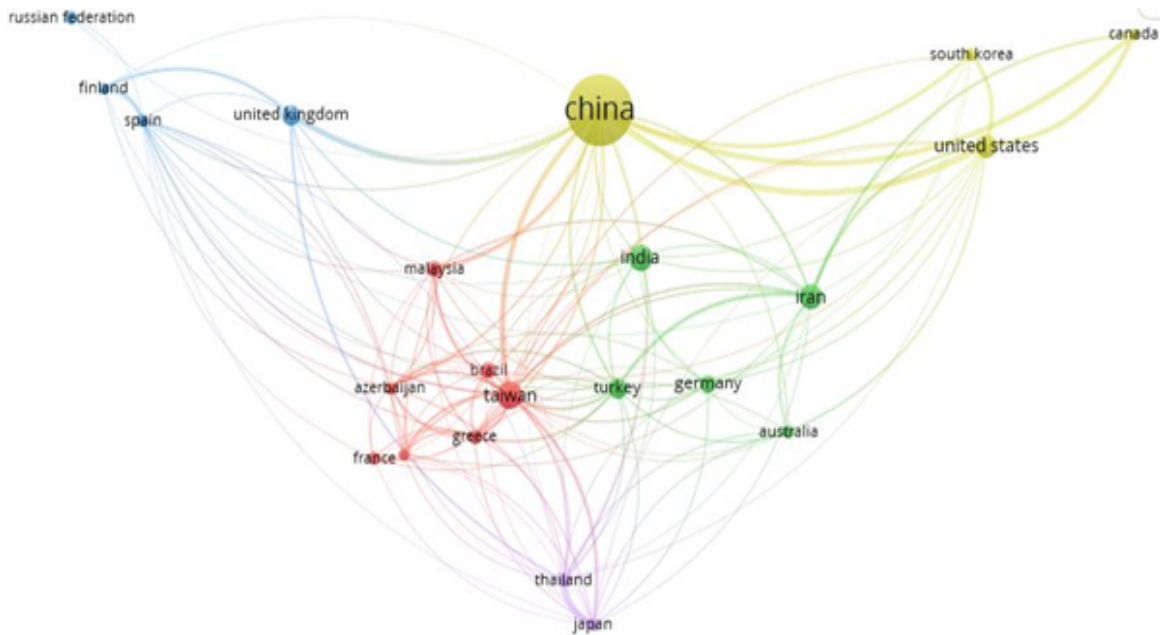 russian federation
canada
south korea
finland
china
united kingdom
spain
united states
india
malaysia
iran
brazil
azerbaijan
taiwan
turkey
germany
greece
australia
france
thailand
japan